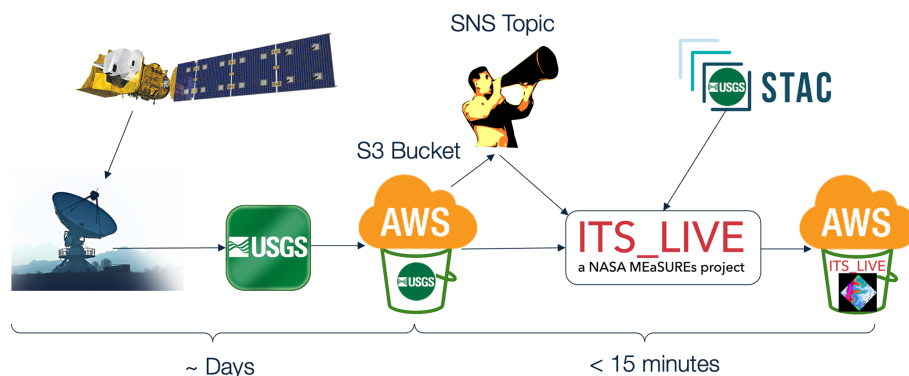 SNS Topic
USGS
STAC
S3 Bucket
USGS
AWS
USGS
ITS_LIVE
a NASA MEaSUREs project
AWS
ITS_LIVE
~ Days
< 15 minutes